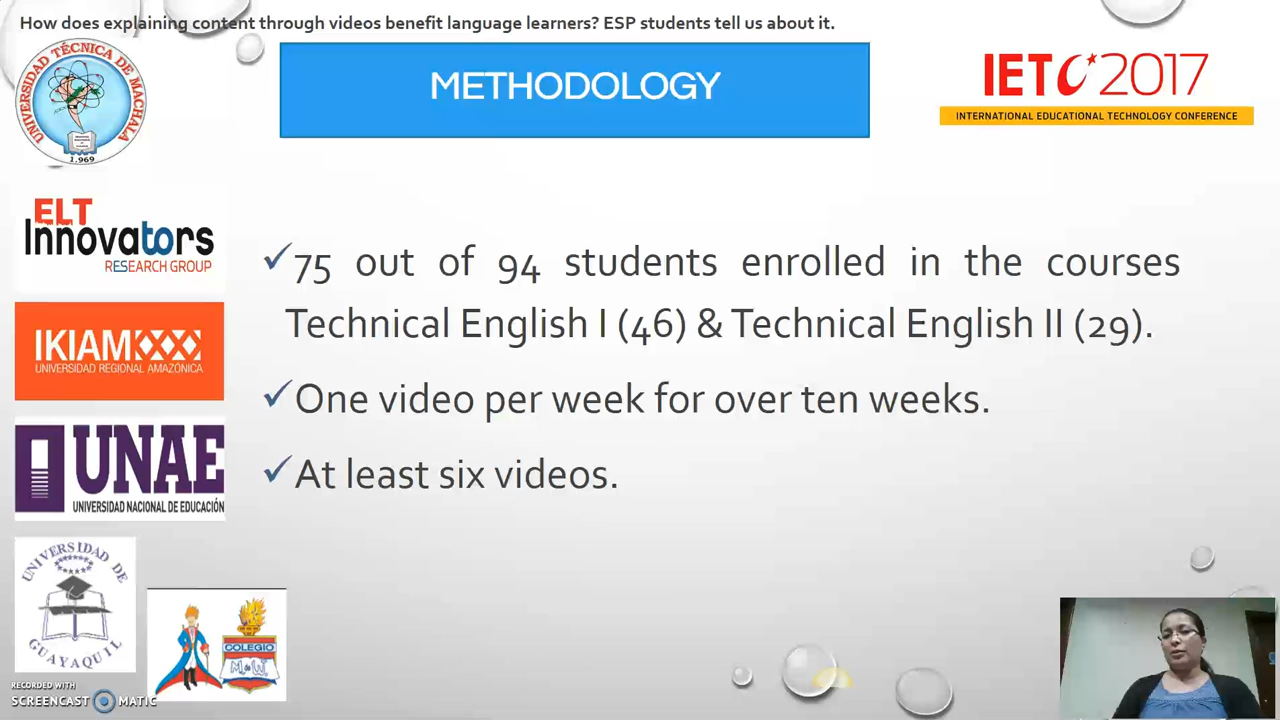 How does explaining content through videos benefit language learners? ESP students tell us about it.
UNIVERSIDAD TÉCNICA DE MACHALA
1.969
METHODOLOGY
IETC 2017
INTERNATIONAL EDUCATIONAL TECHNOLOGY CONFERENCE
ELT
Innovators
RESEARCH GROUP
IKIAM
UNIVERSIDAD REGIONAL AMAZÓNICA
UNAE
UNIVERSIDAD NACIONAL DE EDUCACIÓN
UNIVERSIDAD DE
GUAYAQUIL
COLEGIO
75 out of 94 students enrolled in the courses
Technical English I (46) & Technical English II (29).
One video per week for over ten weeks.
At least six videos.
RECORDED WITH
SCREENCAST MATIC